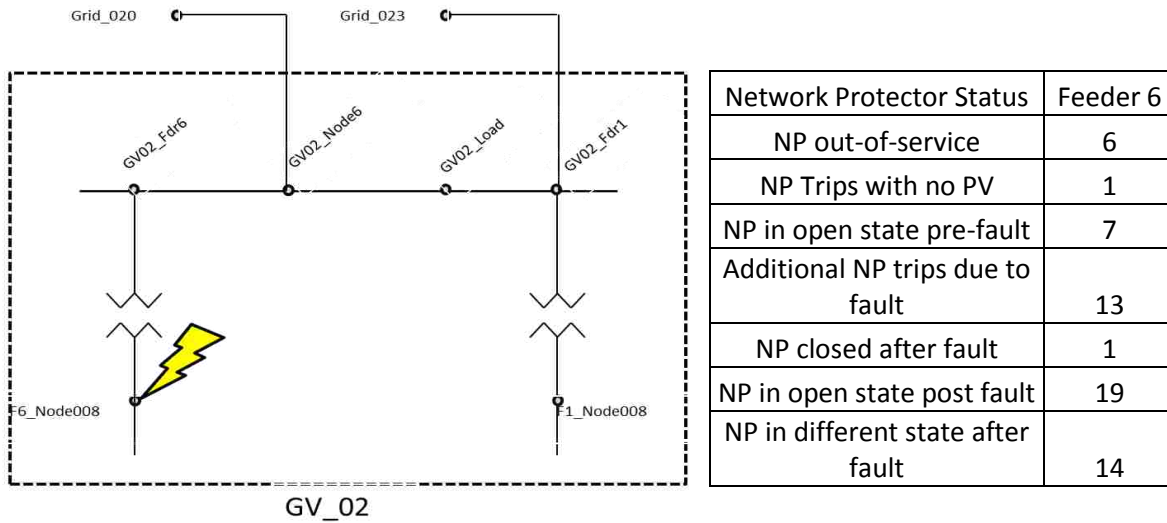 Grid_020
Grid_023
GV02_Fdr6
GV02_Node6
GV02_Load
GV02_Fdr1
F6_Node008
F1_Node008
GV_02
Network Protector Status Feeder 6
NP out-of-service 6
NP Trips with no PV 1
NP in open state pre-fault 7
Additional NP trips due to
fault 13
NP closed after fault 1
NP in open state post fault 19
NP in different state after
fault 14